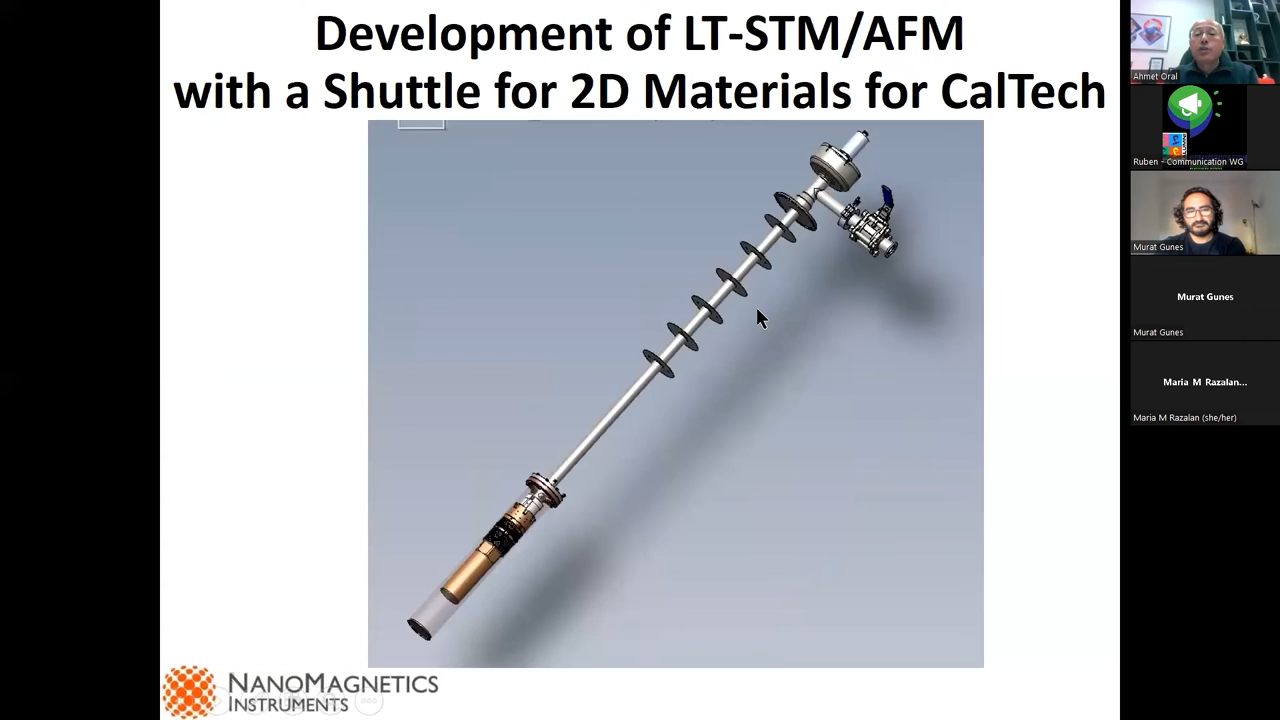 Development of LT-STM/AFM
with a Shuttle for 2D Materials for CalTech
NANOMAGNETICS
INSTRUMENTS
Ahmet Oral
Ruben - Communication WG
Murat Gunes
Murat Gunes
Murat Gunes
Maria M Razalan...
Maria M Razalan (she/her)